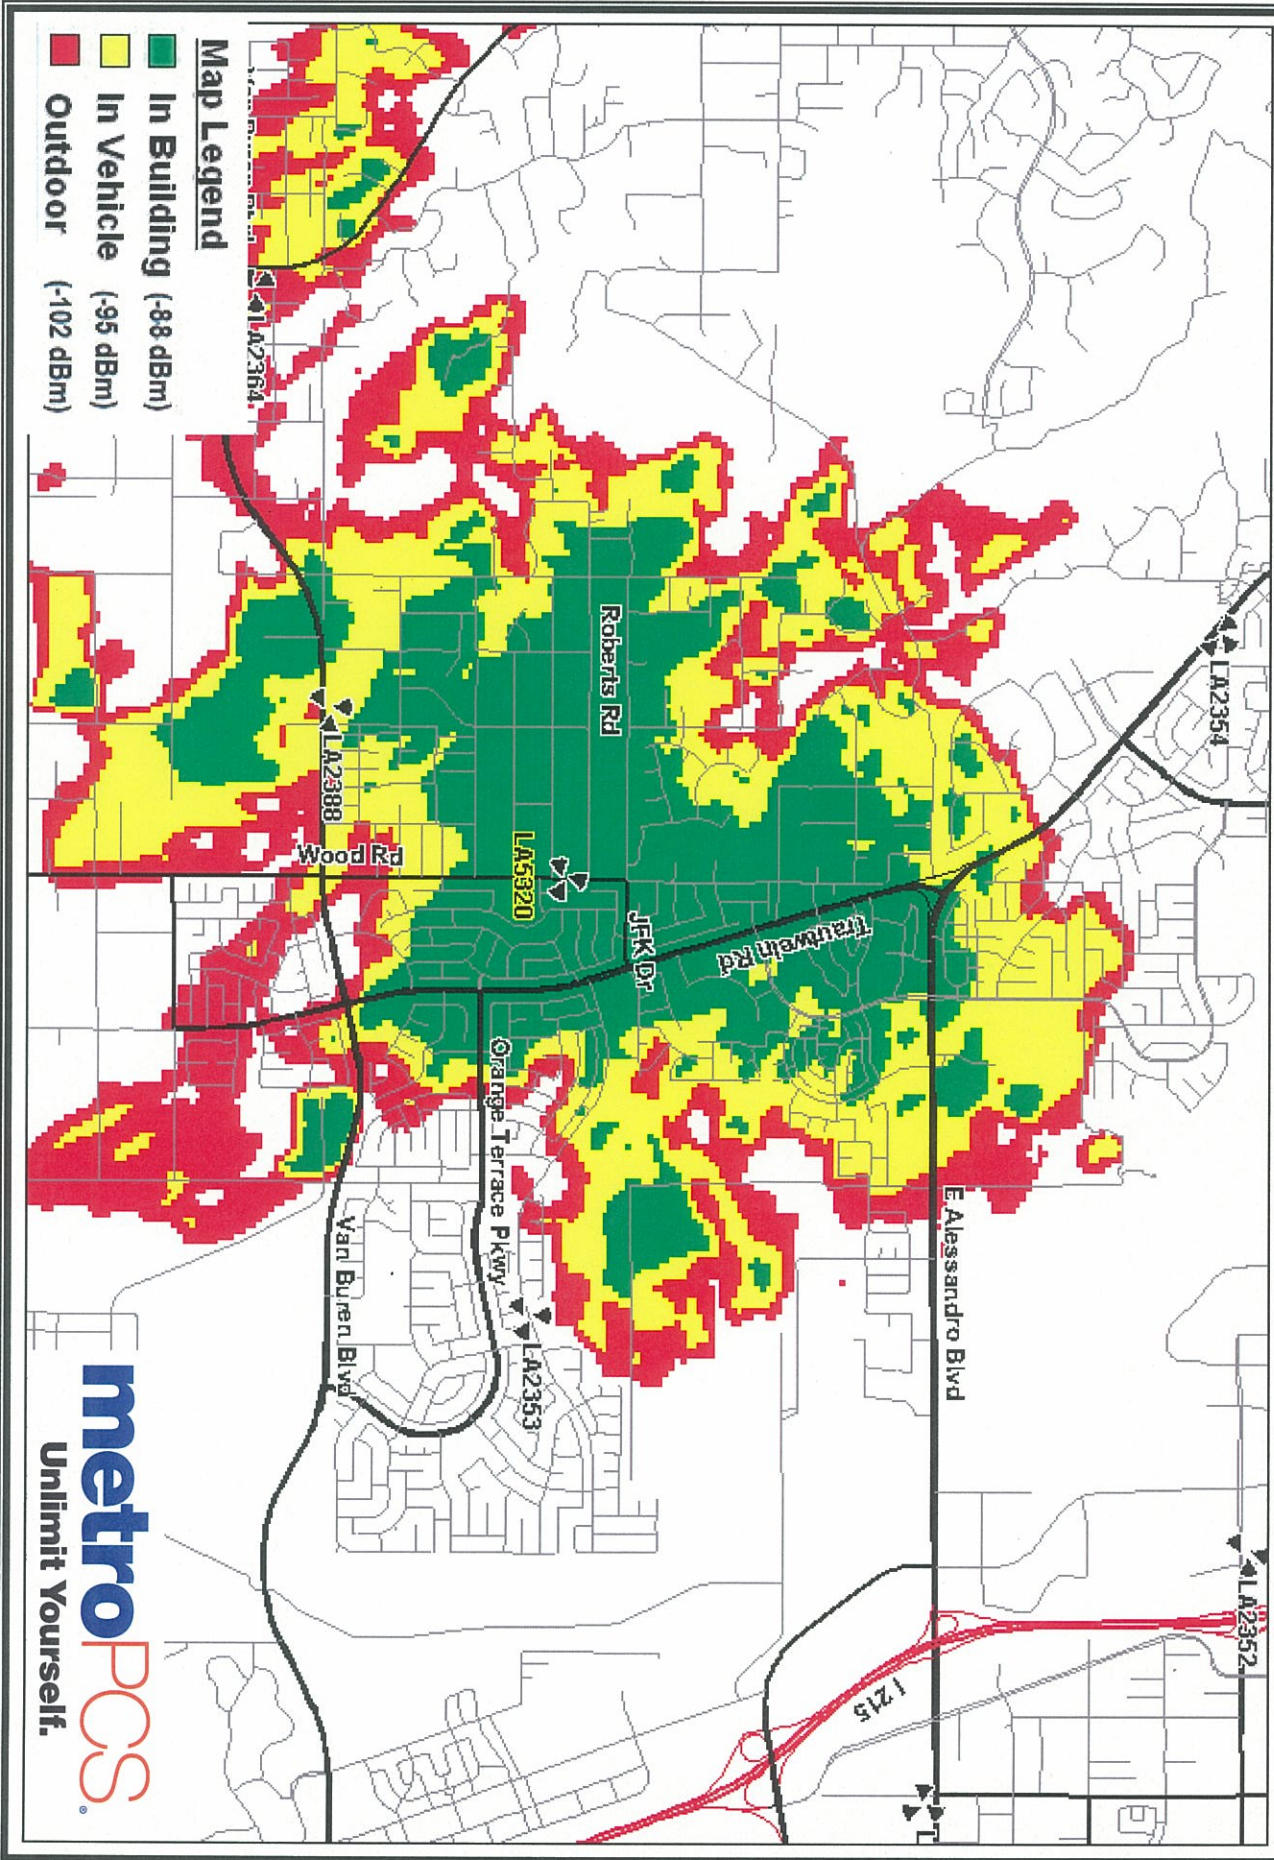 Map Legend
In Building (-88 dBm)
In Vehicle (-95 dBm)
Outdoor (-102 dBm)
LA2364
LA2354
LA2352
L
E Alessandro Blvd
I 215
Roberts Rd
JFK Dr
Trautwein Rd
LA5320
LA2388
Wood Rd
Orange Terrace Pkwy
LA2353
Van Buren Blvd
metroPCS®
Unlimit Yourself.